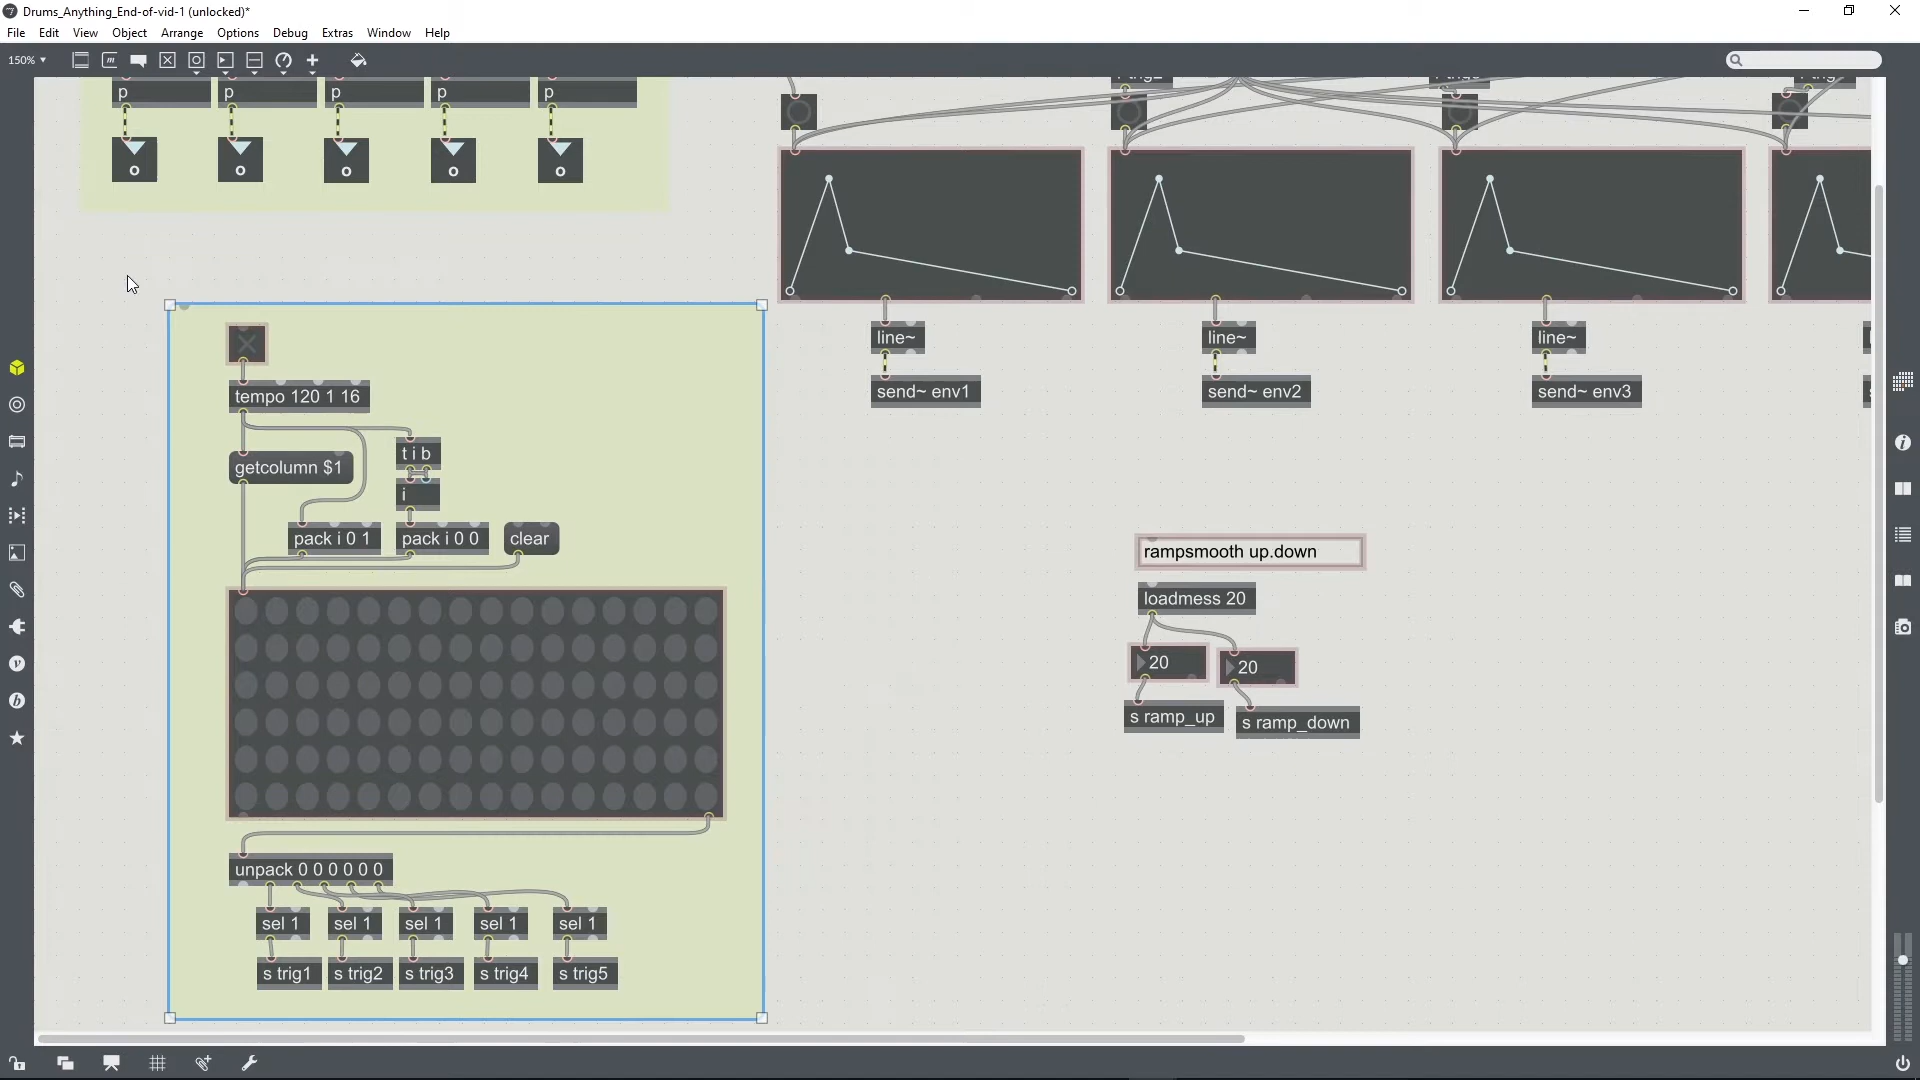 Drums_Anything_End-of-vid-1 (unlocked)*
File Edit View Object Arrange Options Debug Extras Window Help
150%
p p p p p
line~ line~ line~
send~ env1 send~ env2 send~ env3
tempo 120 1 16
t i b
getcolumn $1
i
pack i 0 1 pack i 0 0 clear
rampsmooth up.down
loadmess 20
20 20
s ramp_up s ramp_down
unpack 0 0 0 0 0 0
sel 1 sel 1 sel 1 sel 1 sel 1
s trig1 s trig2 s trig3 s trig4 s trig5